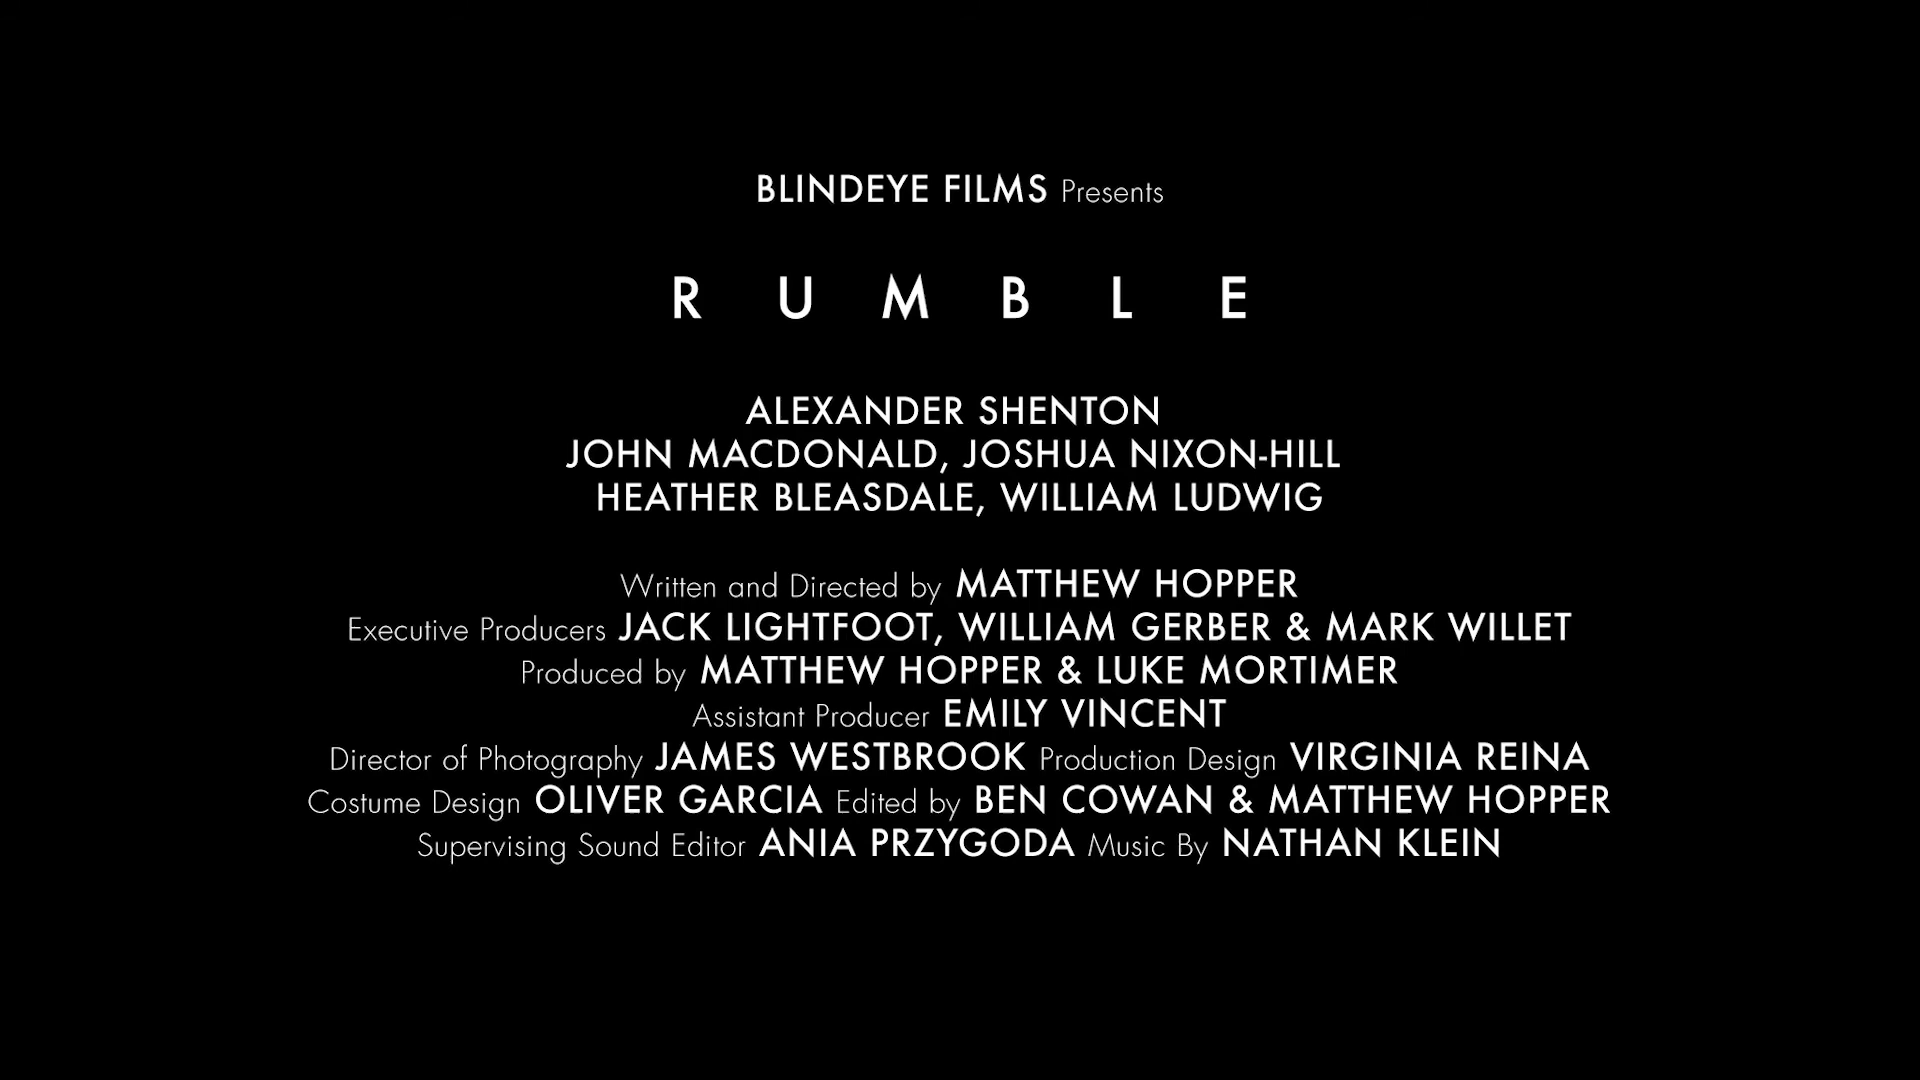 BLINDEYE FILMS Presents
R U M B L E
ALEXANDER SHENTON
JOHN MACDONALD, JOSHUA NIXON-HILL
HEATHER BLEASDALE, WILLIAM LUDWIG
Written and Directed by MATTHEW HOPPER
Executive Producers JACK LIGHTFOOT, WILLIAM GERBER & MARK WILLET
Produced by MATTHEW HOPPER & LUKE MORTIMER
Assistant Producer EMILY VINCENT
Director of Photography JAMES WESTBROOK Production Design VIRGINIA REINA
Costume Design OLIVER GARCIA Edited by BEN COWAN & MATTHEW HOPPER
Supervising Sound Editor ANIA PRZYGODA Music By NATHAN KLEIN